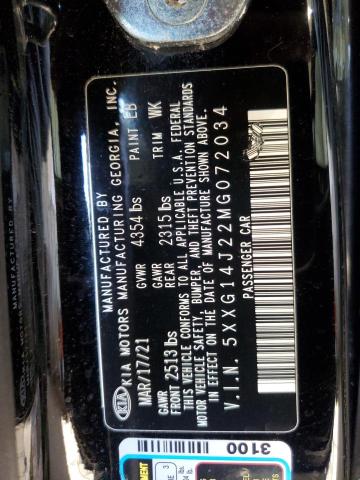 MANUFACTURED BY
KIA KIA MOTORS MANUFACTURING GEORGIA, INC.
MAR/17/21 GVWR 4354 lbs PAINT EB
GAWR FRONT 2513 lbs GAWR REAR 2315 lbs TRIM WK
THIS VEHICLE CONFORMS TO ALL APPLICABLE U.S.A. FEDERAL
MOTOR VEHICLE SAFETY, BUMPER, AND THEFT PREVENTION STANDARDS
IN EFFECT ON THE DATE OF MANUFACTURE SHOWN ABOVE.
V.I.N. 5XXG14J22MG072034
PASSENGER CAR
3100